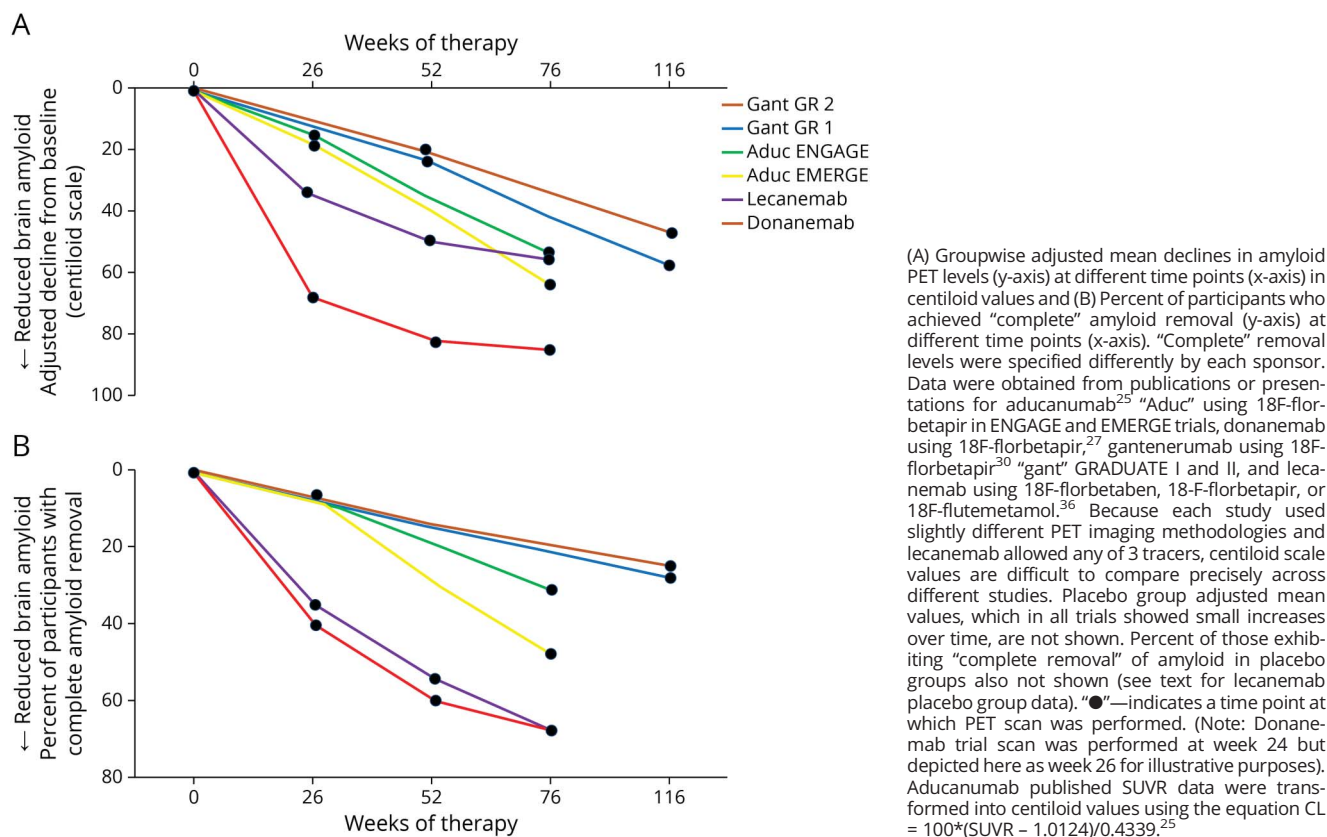 A
Weeks of therapy
0 26 52 76 116
0
20
40
60
80
100
← Reduced brain amyloid
Adjusted decline from baseline
(centiloid scale)
Gant GR 2
Gant GR 1
Aduc ENGAGE
Aduc EMERGE
Lecanemab
Donanemab
B
0
20
40
60
80
← Reduced brain amyloid
Percent of participants with
complete amyloid removal
0 26 52 76 116
Weeks of therapy
(A) Groupwise adjusted mean declines in amyloid
PET levels (y-axis) at different time points (x-axis) in
centiloid values and (B) Percent of participants who
achieved “complete” amyloid removal (y-axis) at
different time points (x-axis). “Complete” removal
levels were specified differently by each sponsor.
Data were obtained from publications or presen-
tations for aducanumab25 “Aduc” using 18F-flor-
betapir in ENGAGE and EMERGE trials, donanemab
using 18F-florbetapir,27 gantenerumab using 18F-
florbetapir30 “gant” GRADUATE I and II, and leca-
nemab using 18F-florbetaben, 18-F-florbetapir, or
18F-flutemetamol.36 Because each study used
slightly different PET imaging methodologies and
lecanemab allowed any of 3 tracers, centiloid scale
values are difficult to compare precisely across
different studies. Placebo group adjusted mean
values, which in all trials showed small increases
over time, are not shown. Percent of those exhib-
iting “complete removal” of amyloid in placebo
groups also not shown (see text for lecanemab
placebo group data). “●”—indicates a time point at
which PET scan was performed. (Note: Donane-
mab trial scan was performed at week 24 but
depicted here as week 26 for illustrative purposes).
Aducanumab published SUVR data were trans-
formed into centiloid values using the equation CL
= 100*(SUVR – 1.0124)/0.4339.25